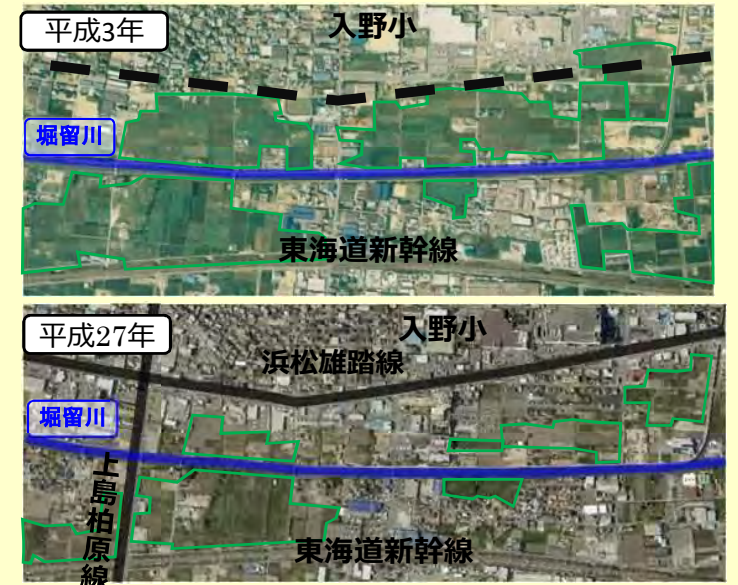 平成3年
入野小
堀留川
東海道新幹線
平成27年
入野小
浜松雄踏線
堀留川
上島柏原線
東海道新幹線